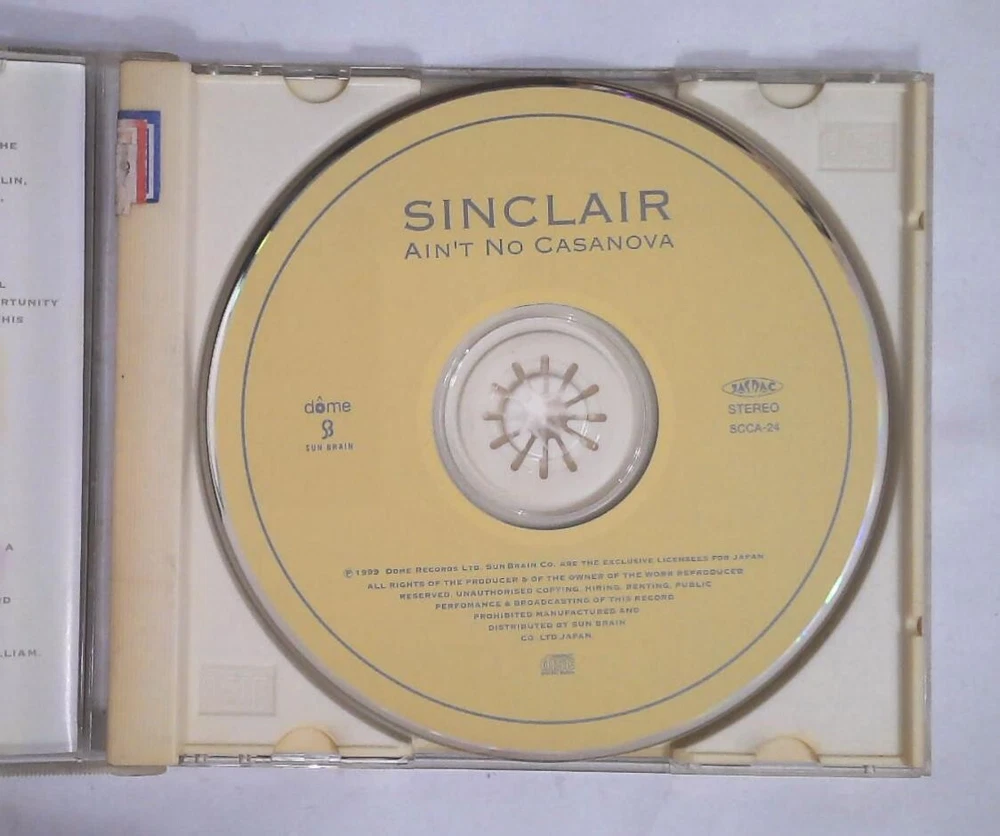 HE
LIN,
L
RTUNITY
HIS
A
D
LLIAM.
SINCLAIR
AIN'T NO CASANOVA
dôme
SUN BRAIN
JASRAC
STEREO
SCCA-24
℗ 1999 DOME RECORDS LTD. SUN BRAIN CO. ARE THE EXCLUSIVE LICENSEES FOR JAPAN
ALL RIGHTS OF THE PRODUCER & OF THE OWNER OF THE WORK REPRODUCED
RESERVED. UNAUTHORISED COPYING, HIRING, RENTING, PUBLIC
PERFOMANCE & BROADCASTING OF THIS RECORD
PROHIBITED MANUFACTURED AND
DISTRIBUTED BY SUN BRAIN
CO.,LTD.JAPAN.